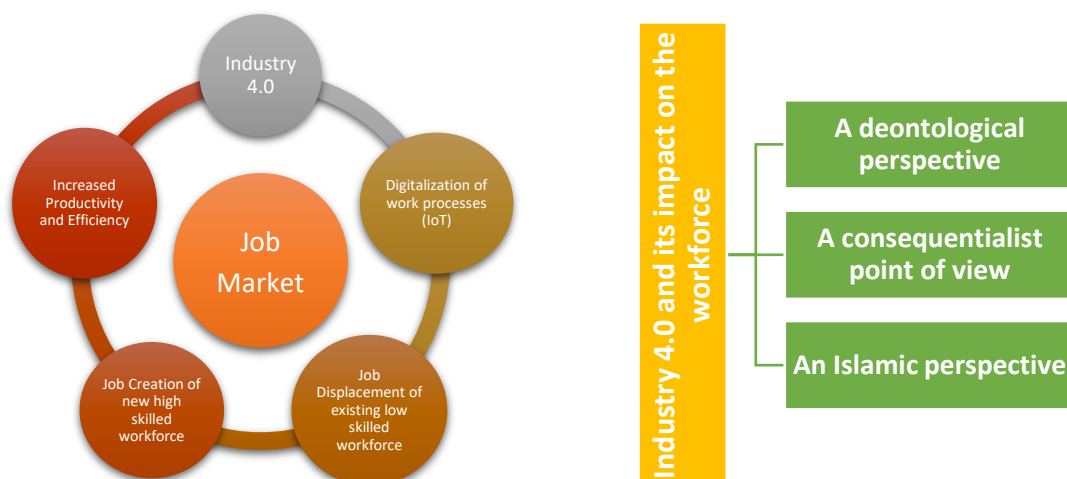 Industry
4.0
Digitalization of
work processes
(IoT)
Job
Displacement of
existing low
skilled
workforce
Job Creation of
new high
skilled
workforce
Increased
Productivity
and Efficiency
Job
Market
Industry 4.0 and its impact on the
workforce
A deontological
perspective
A consequentialist
point of view
An Islamic perspective